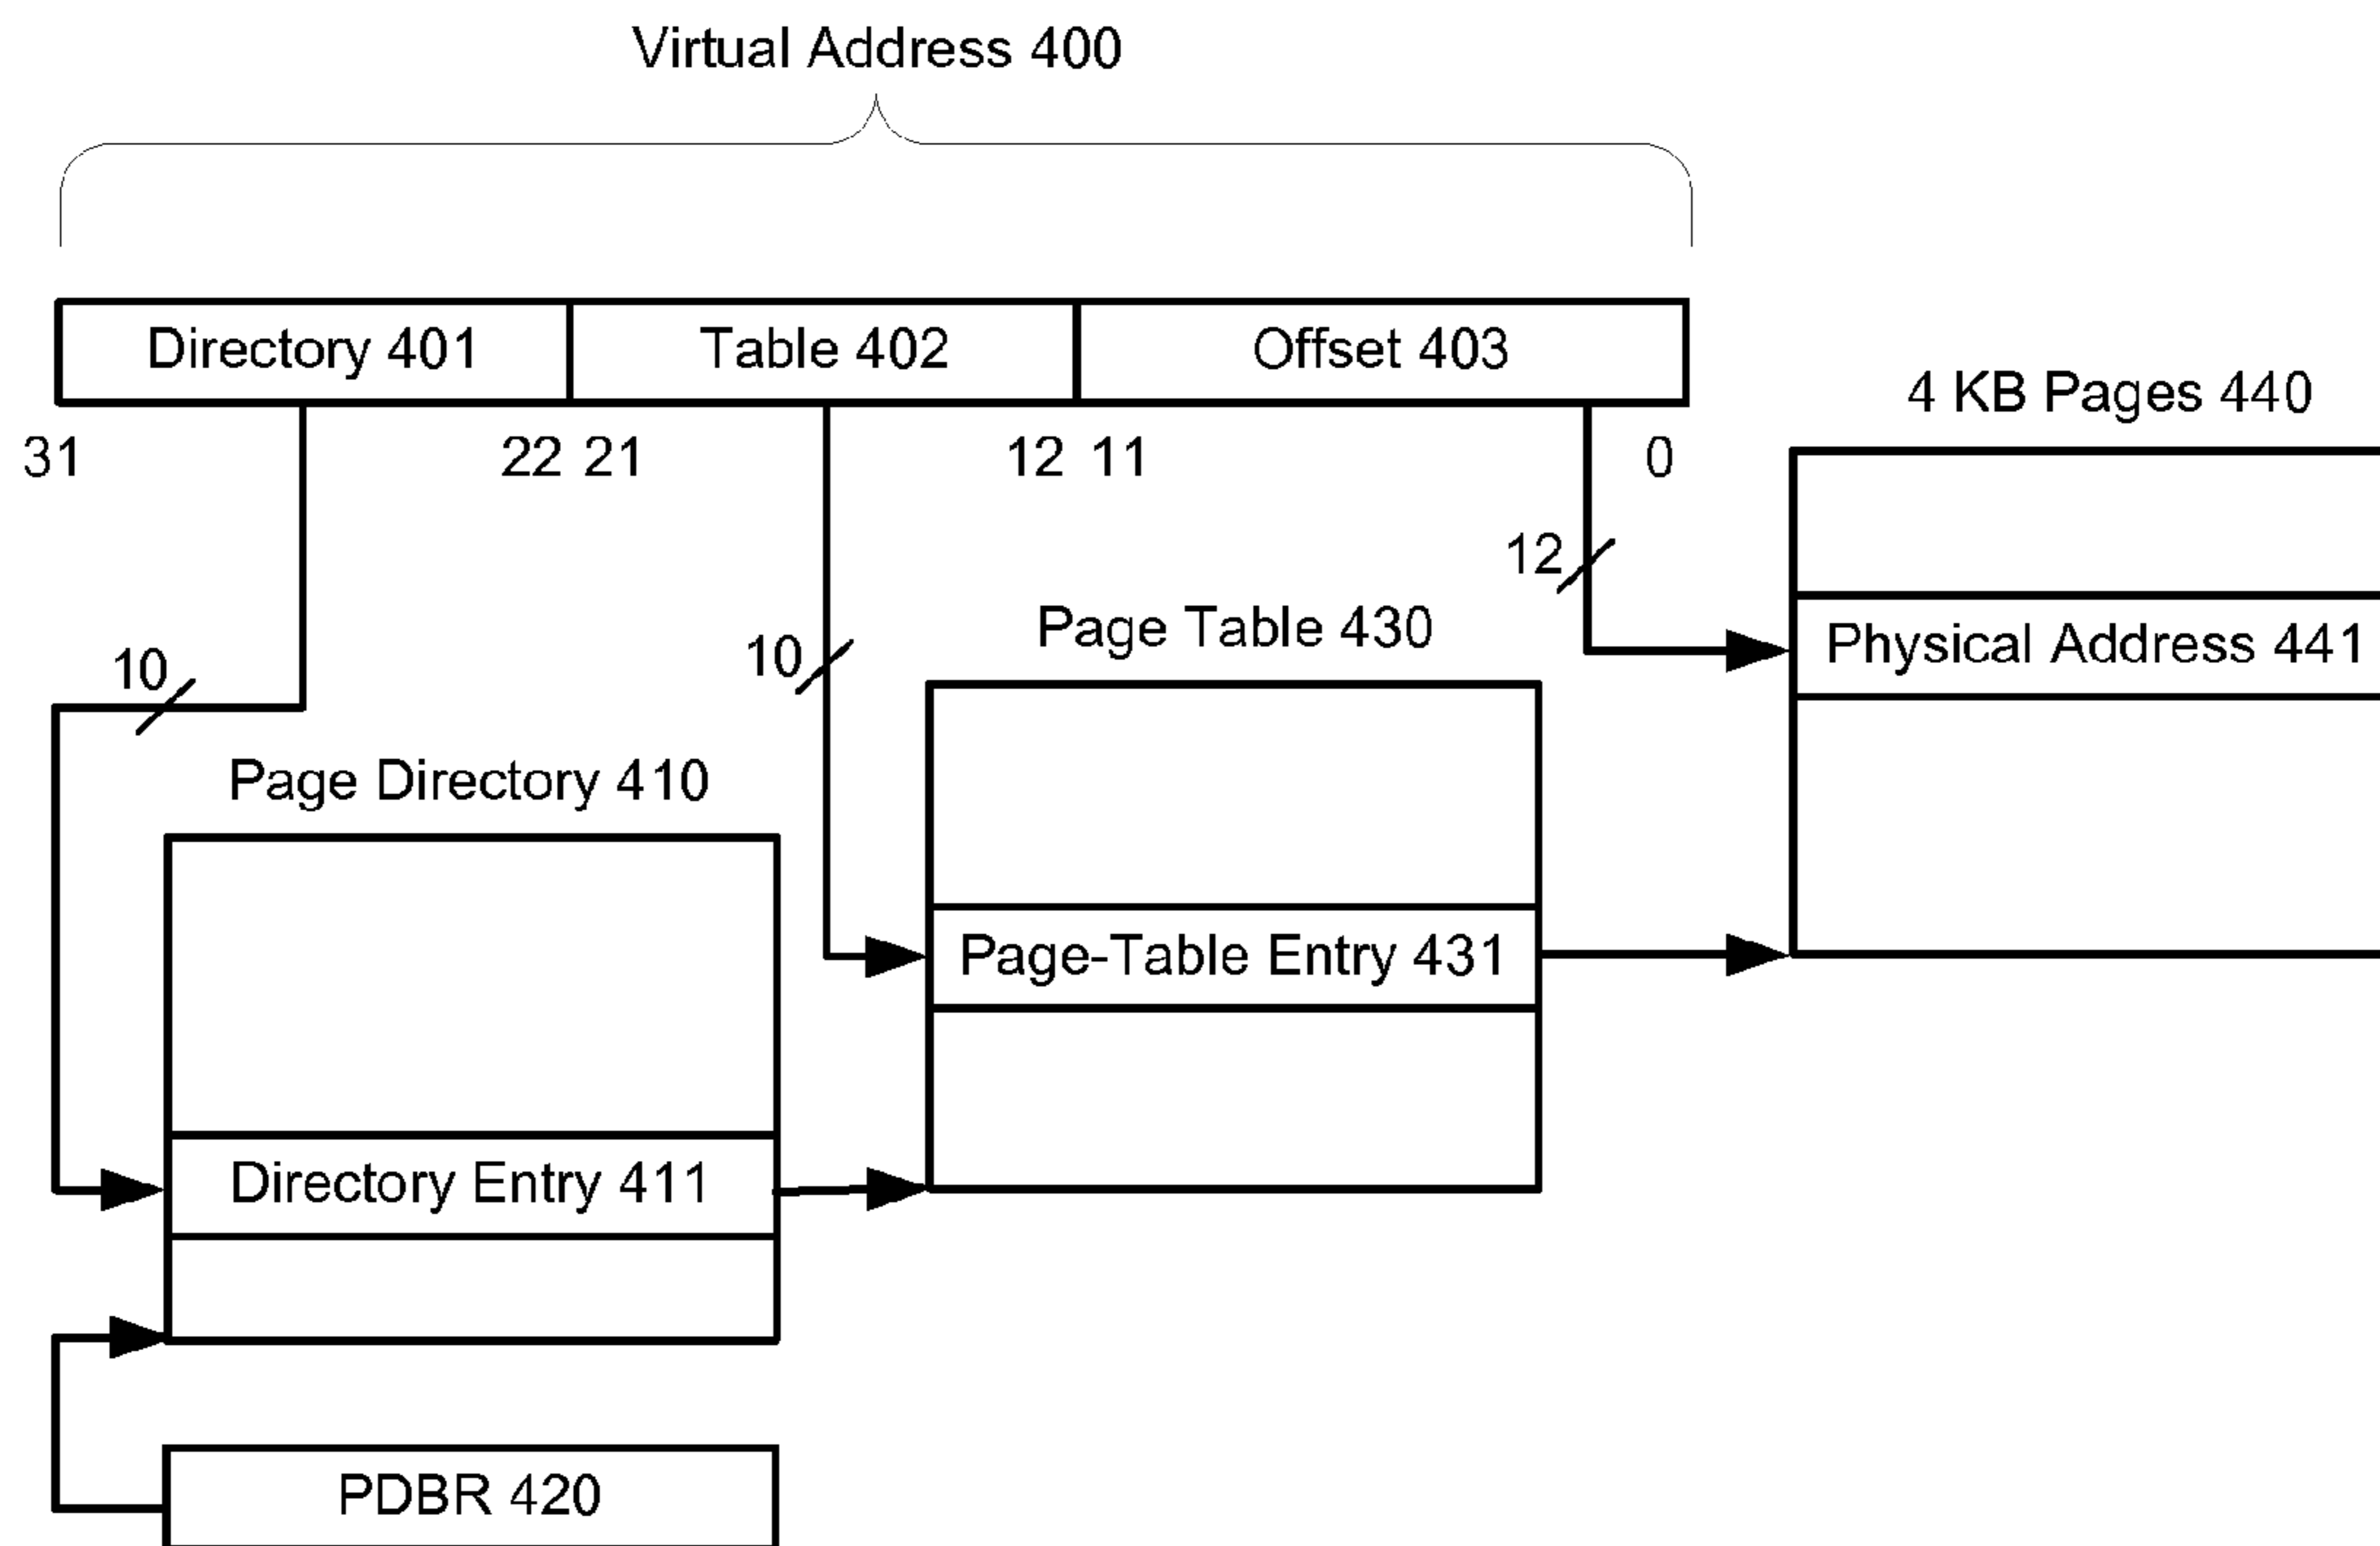 Virtual Address 400
Directory 401 Table 402 Offset 403
4 KB Pages 440
31 22 21 12 11 0
12
Page Table 430
Physical Address 441
10
10
Page Directory 410
Page-Table Entry 431
Directory Entry 411
PDBR 420